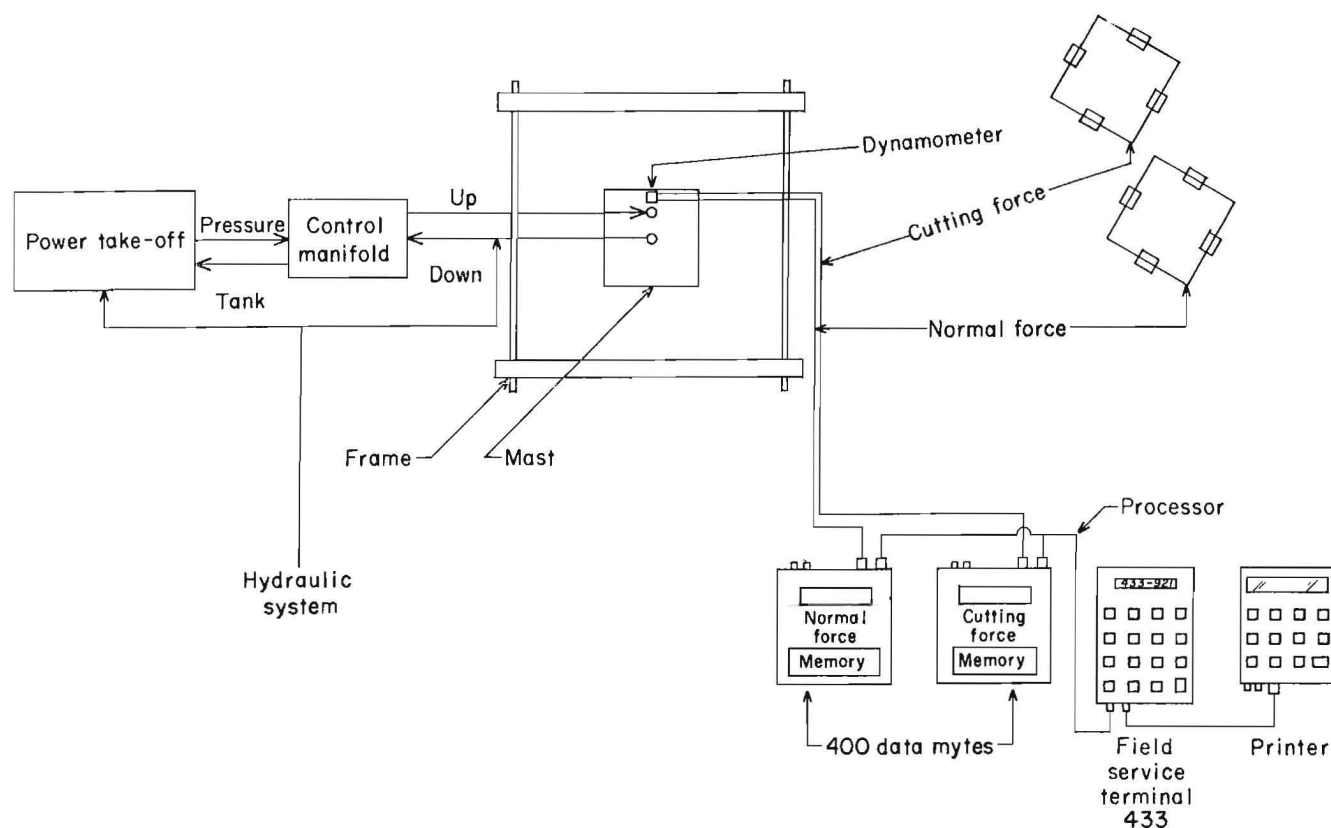 Dynamometer
Cutting force
Up
Pressure
Control
manifold
Power take-off
Down
Tank
Normal force
Frame
Mast
Processor
Hydraulic
system
433-921
Normal
force
Memory
Cutting
force
Memory
400 data mytes
Field
service
terminal
433
Printer